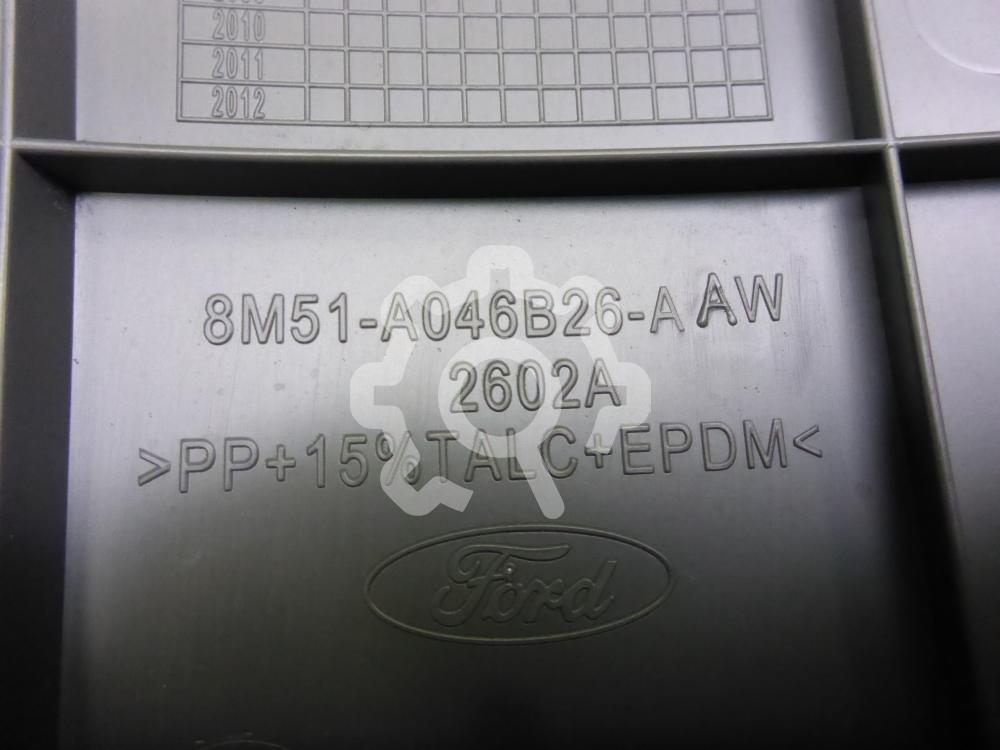 2010
2011
2012
8M51-A046B26-A AW
2602A
>PP+15%TALC+EPDM<
Ford